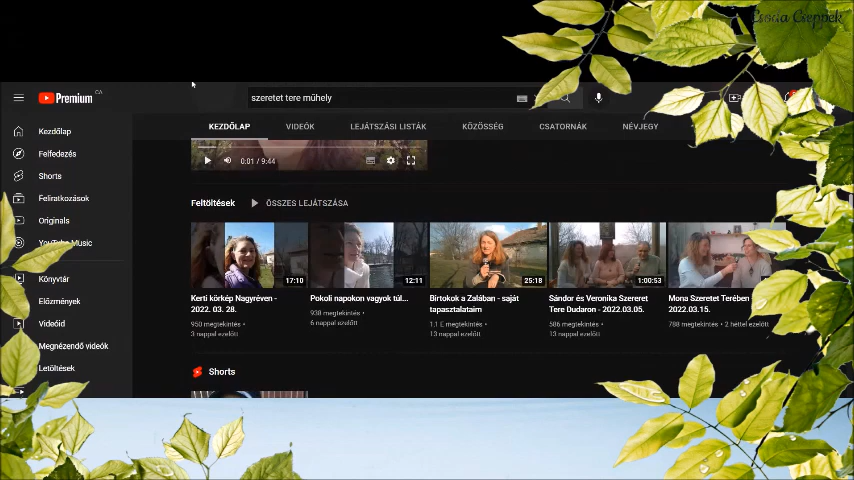 Csoda Cseppek
Premium CA
szeretet tere műhely
KEZDŐLAP VIDEÓK LEJÁTSZÁSI LISTÁK KÖZÖSSÉG CSATORNÁK NÉVJEGY
Kezdőlap
Felfedezés
Shorts
Feliratkozások
Originals
YouTube Music
Könyvtár
Előzmények
Videóid
Megnézendő videók
Letöltések
0:01 / 9:44
Feltöltések ÖSSZES LEJÁTSZÁSA
17:10
12:11
25:18
1:00:53
Kerti körkép Nagyréven -
2022. 03. 28.
950 megtekintés •
3 nappal ezelőtt
Pokoli napokon vagyok túl...
938 megtekintés •
6 nappal ezelőtt
Birtokok a Zalában - saját
tapasztalataim
1,1 E megtekintés •
13 nappal ezelőtt
Sándor és Veronika Szeretet
Tere Dudaron - 2022.03.05.
586 megtekintés •
13 nappal ezelőtt
Mona Szeretet Terében
2022.03.15.
788 megtekintés • 2 héttel ezelőtt
Shorts